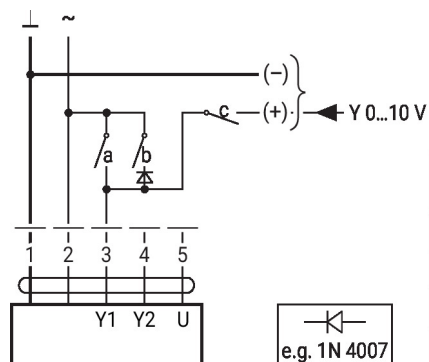 ⊥ ~
(–)
c (+) Y 0...10 V
a b
1 2 3 4 5
Y1 Y2 U
e.g. 1N 4007